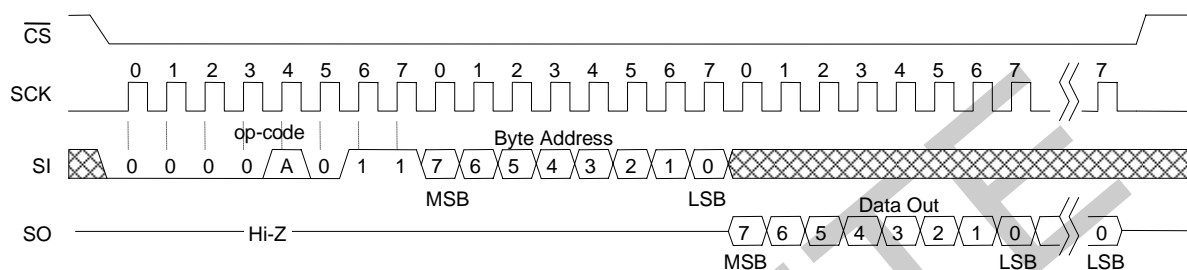 CS
0 1 2 3 4 5 6 7 0 1 2 3 4 5 6 7 0 1 2 3 4 5 6 7 7
SCK
op-code Byte Address
SI 0 0 0 0 A 0 1 1 7 6 5 4 3 2 1 0
MSB LSB
Data Out
SO Hi-Z 7 6 5 4 3 2 1 0 0
MSB LSB LSB